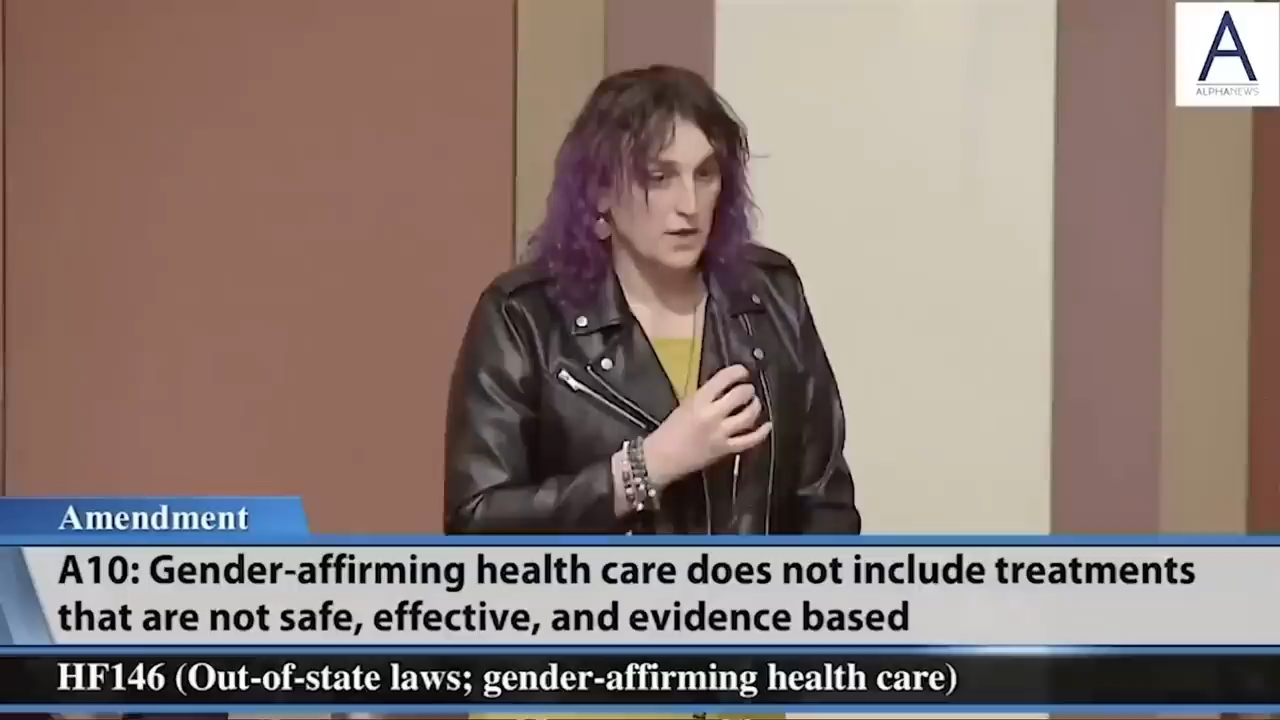 A
ALPHANEWS
Amendment
A10: Gender-affirming health care does not include treatments
that are not safe, effective, and evidence based
HF146 (Out-of-state laws; gender-affirming health care)